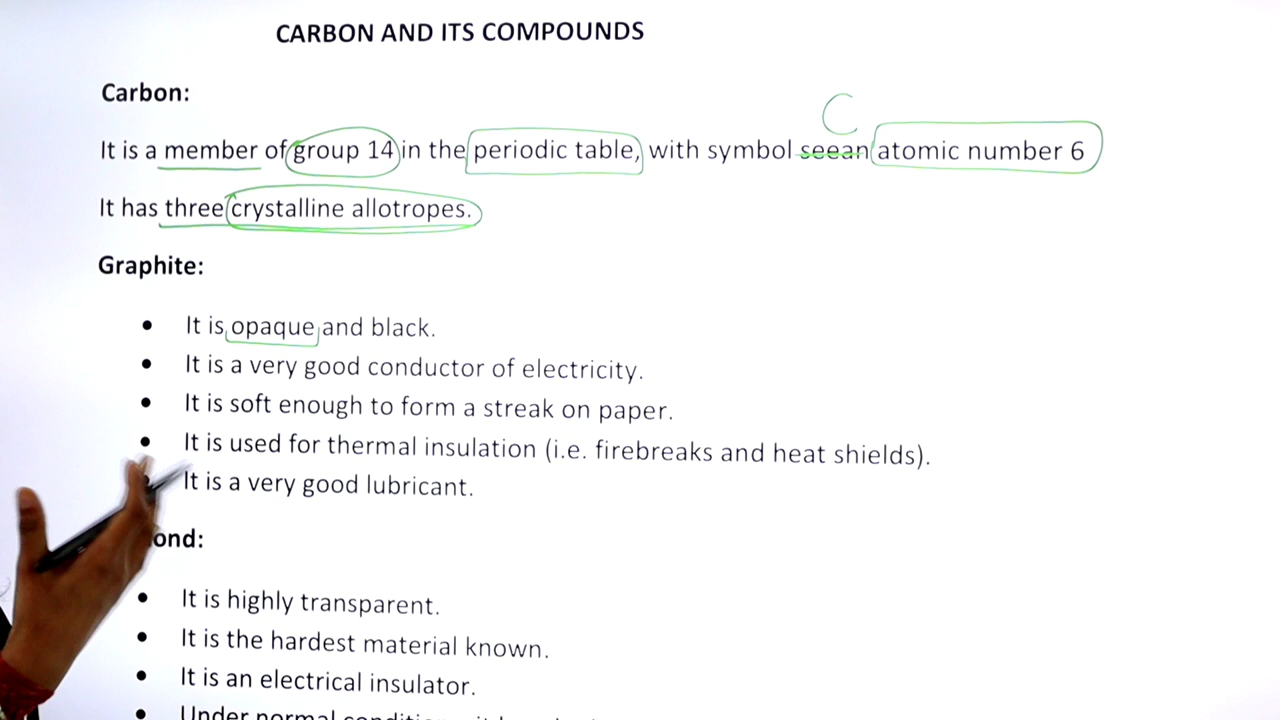 CARBON AND ITS COMPOUNDS
Carbon:
C
It is a member of group 14 in the periodic table, with symbol seean atomic number 6
It has three crystalline allotropes.
Graphite:
• It is opaque and black.
• It is a very good conductor of electricity.
• It is soft enough to form a streak on paper.
• It is used for thermal insulation (i.e. firebreaks and heat shields).
It is a very good lubricant.
ond:
• It is highly transparent.
• It is the hardest material known.
• It is an electrical insulator.
• Under normal